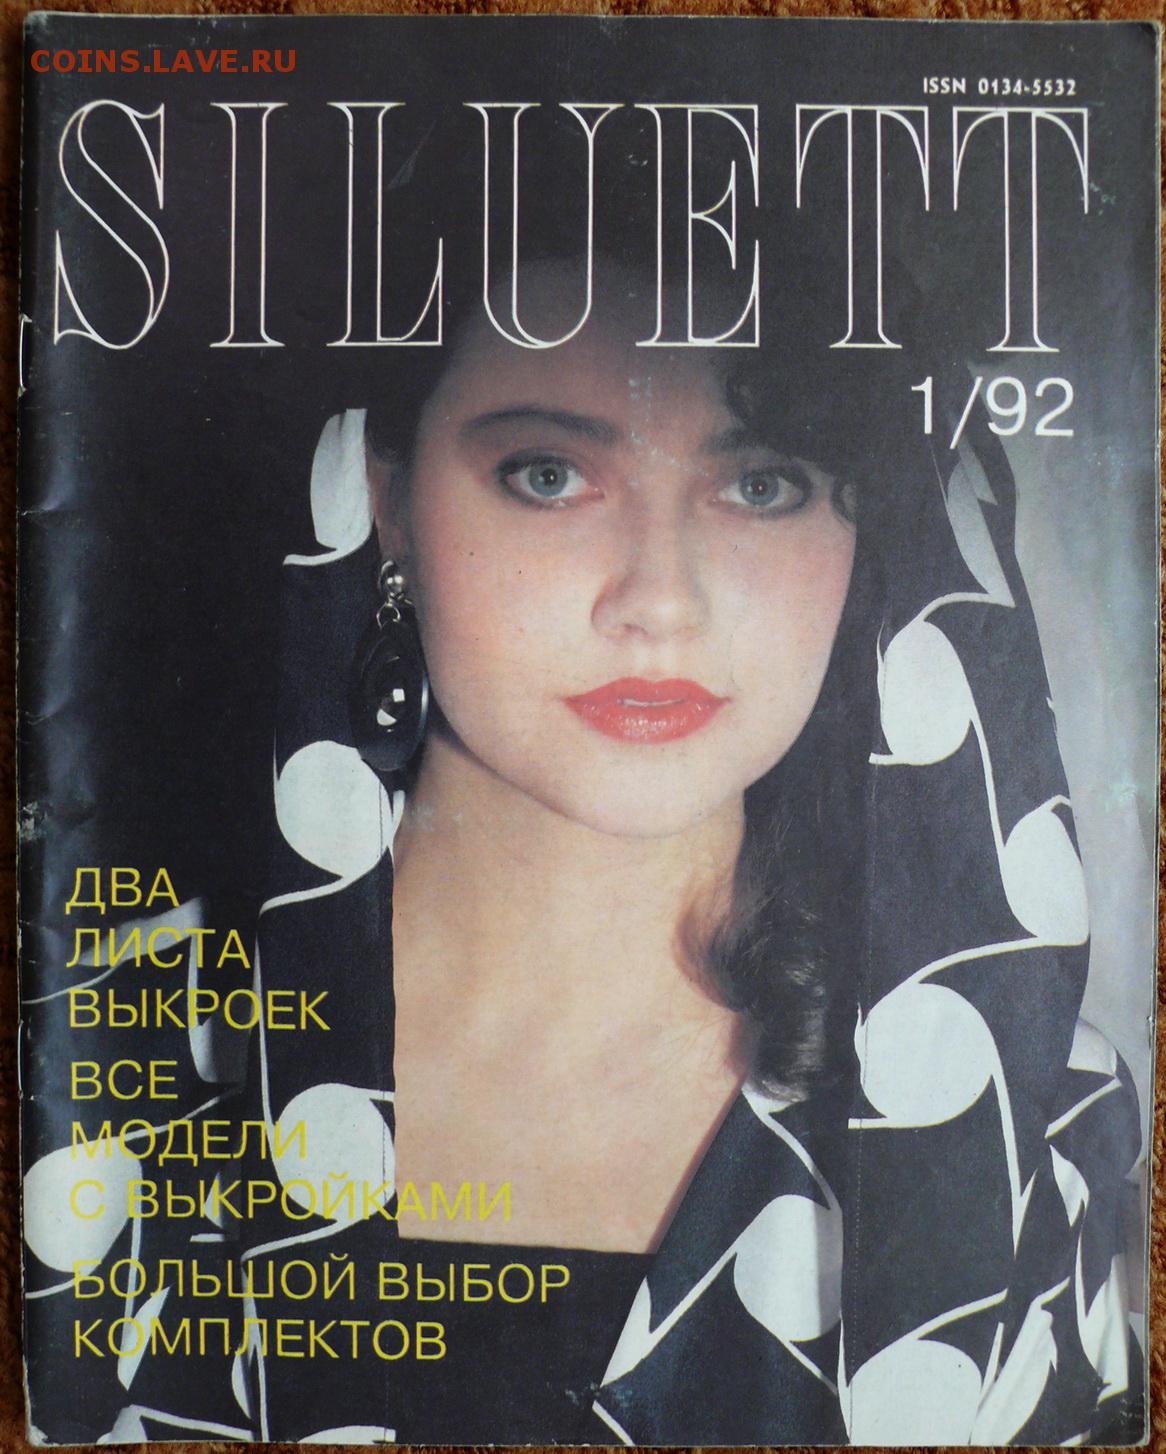 COINS.LAVE.RU
ISSN 0134-5532
SILUETT
1/92
ДВА
ЛИСТА
ВЫКРОЕК
ВСЕ
МОДЕЛИ
С ВЫКРОЙКАМИ
БОЛЬШОЙ ВЫБОР
КОМПЛЕКТОВ